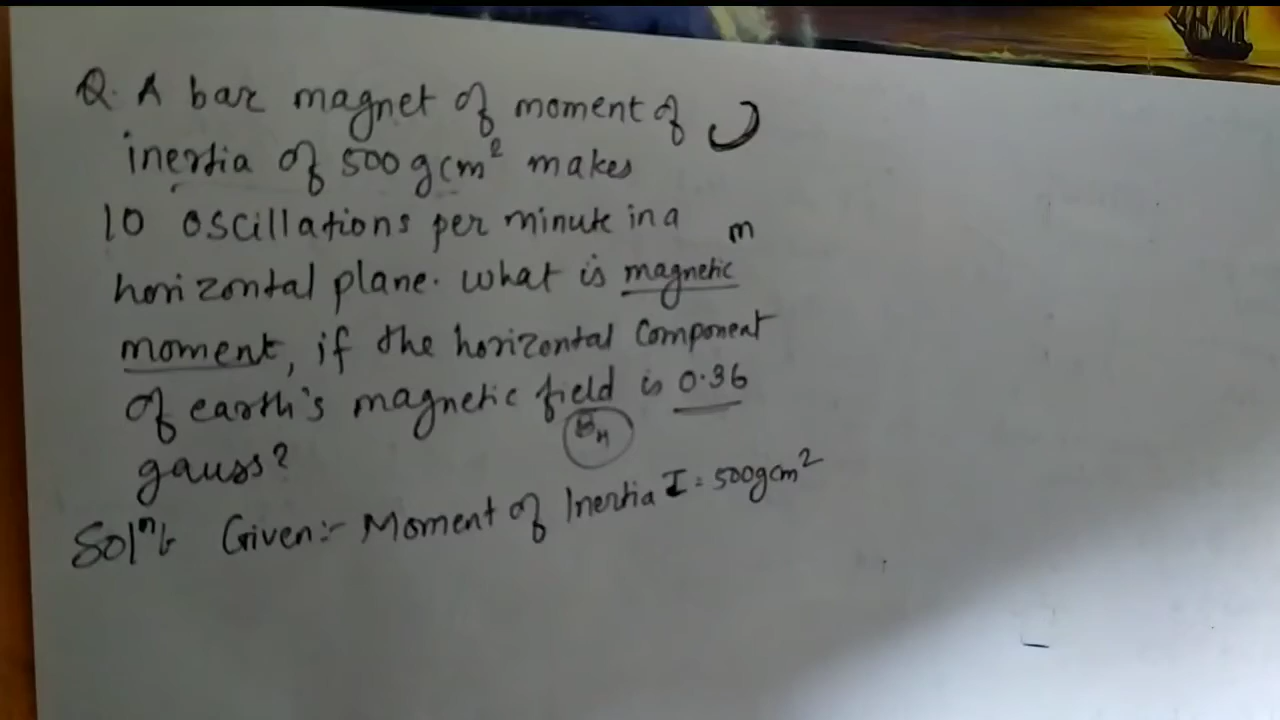 Q. A bar magnet of moment of
inertia of 500 gcm² makes
10 oscillations per minute in a
m
horizontal plane. What is magnetic
moment, if the horizontal component
of earth's magnetic field is 0.36
B_H
gauss?
Solⁿ:- Given:- Moment of Inertia I = 500gcm²